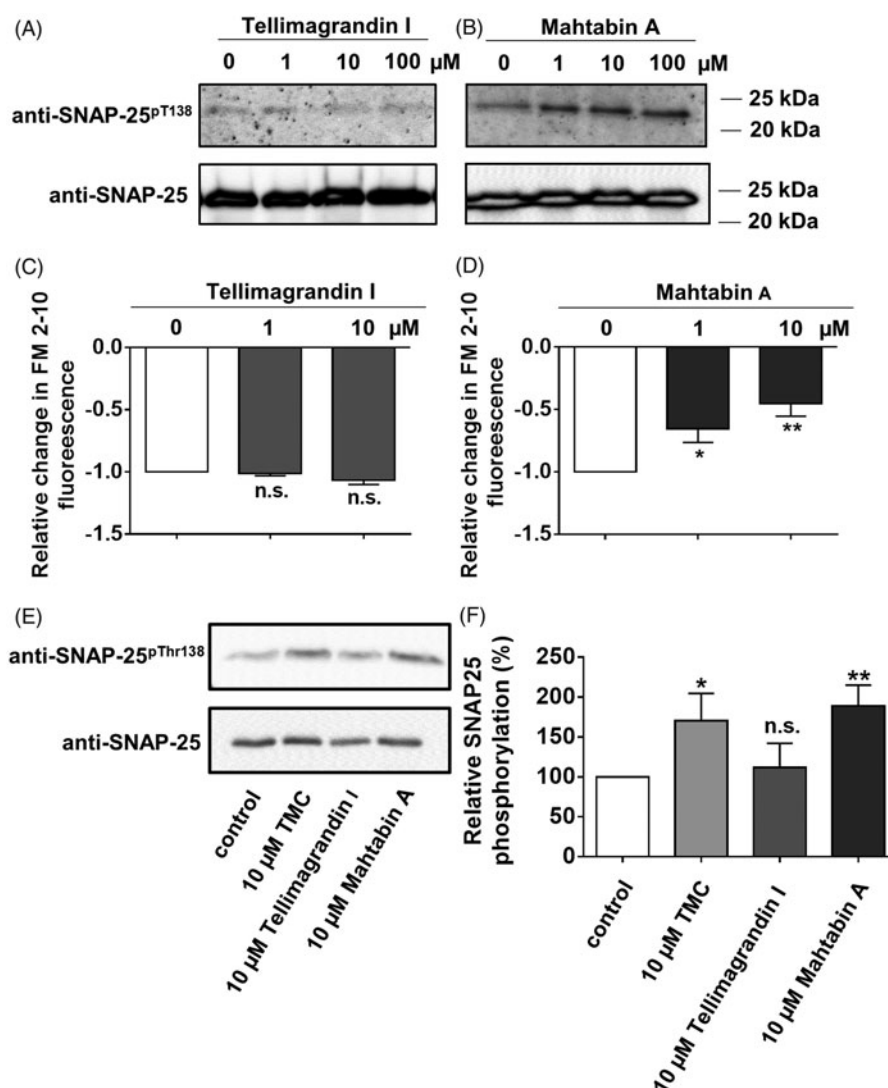 (A)
Tellimagrandin I
0 1 10 100 µM
(B)
Mahtabin A
0 1 10 100 µM
anti-SNAP-25pT138
25 kDa
20 kDa
anti-SNAP-25
25 kDa
20 kDa
(C)
Tellimagrandin I
0 1 10 µM
Relative change in FM 2-10
fluoreescence
0.0
-0.5
-1.0
-1.5
n.s.
n.s.
(D)
Mahtabin A
0 1 10 µM
Relative change in FM 2-10
fluoreescence
0.0
-0.5
-1.0
-1.5
*
**
(E)
anti-SNAP-25pThr138
anti-SNAP-25
control
10 µM TMC
10 µM Tellimagrandin I
10 µM Mahtabin A
(F)
Relative SNAP25
phosphorylation (%)
250
200
150
100
50
0
*
n.s.
**
control
10 µM TMC
10 µM Tellimagrandin I
10 µM Mahtabin A